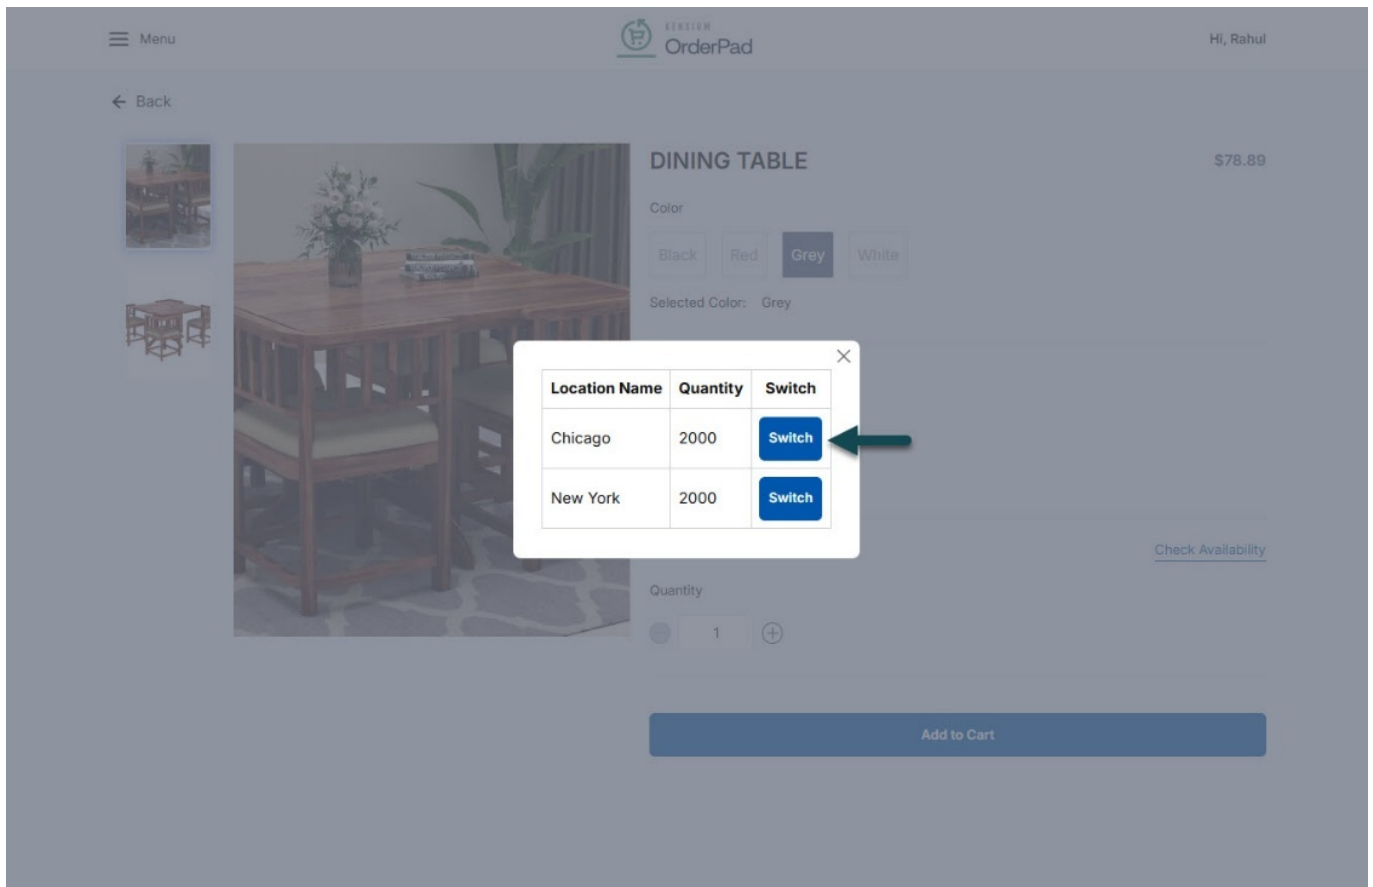 Menu
KENSIUM
OrderPad
Hi, Rahul
Back
DINING TABLE
$78.89
Color
Black Red Grey White
Selected Color: Grey
Location Name Quantity Switch
Chicago 2000 Switch
New York 2000 Switch
Check Availability
Quantity
1
Add to Cart